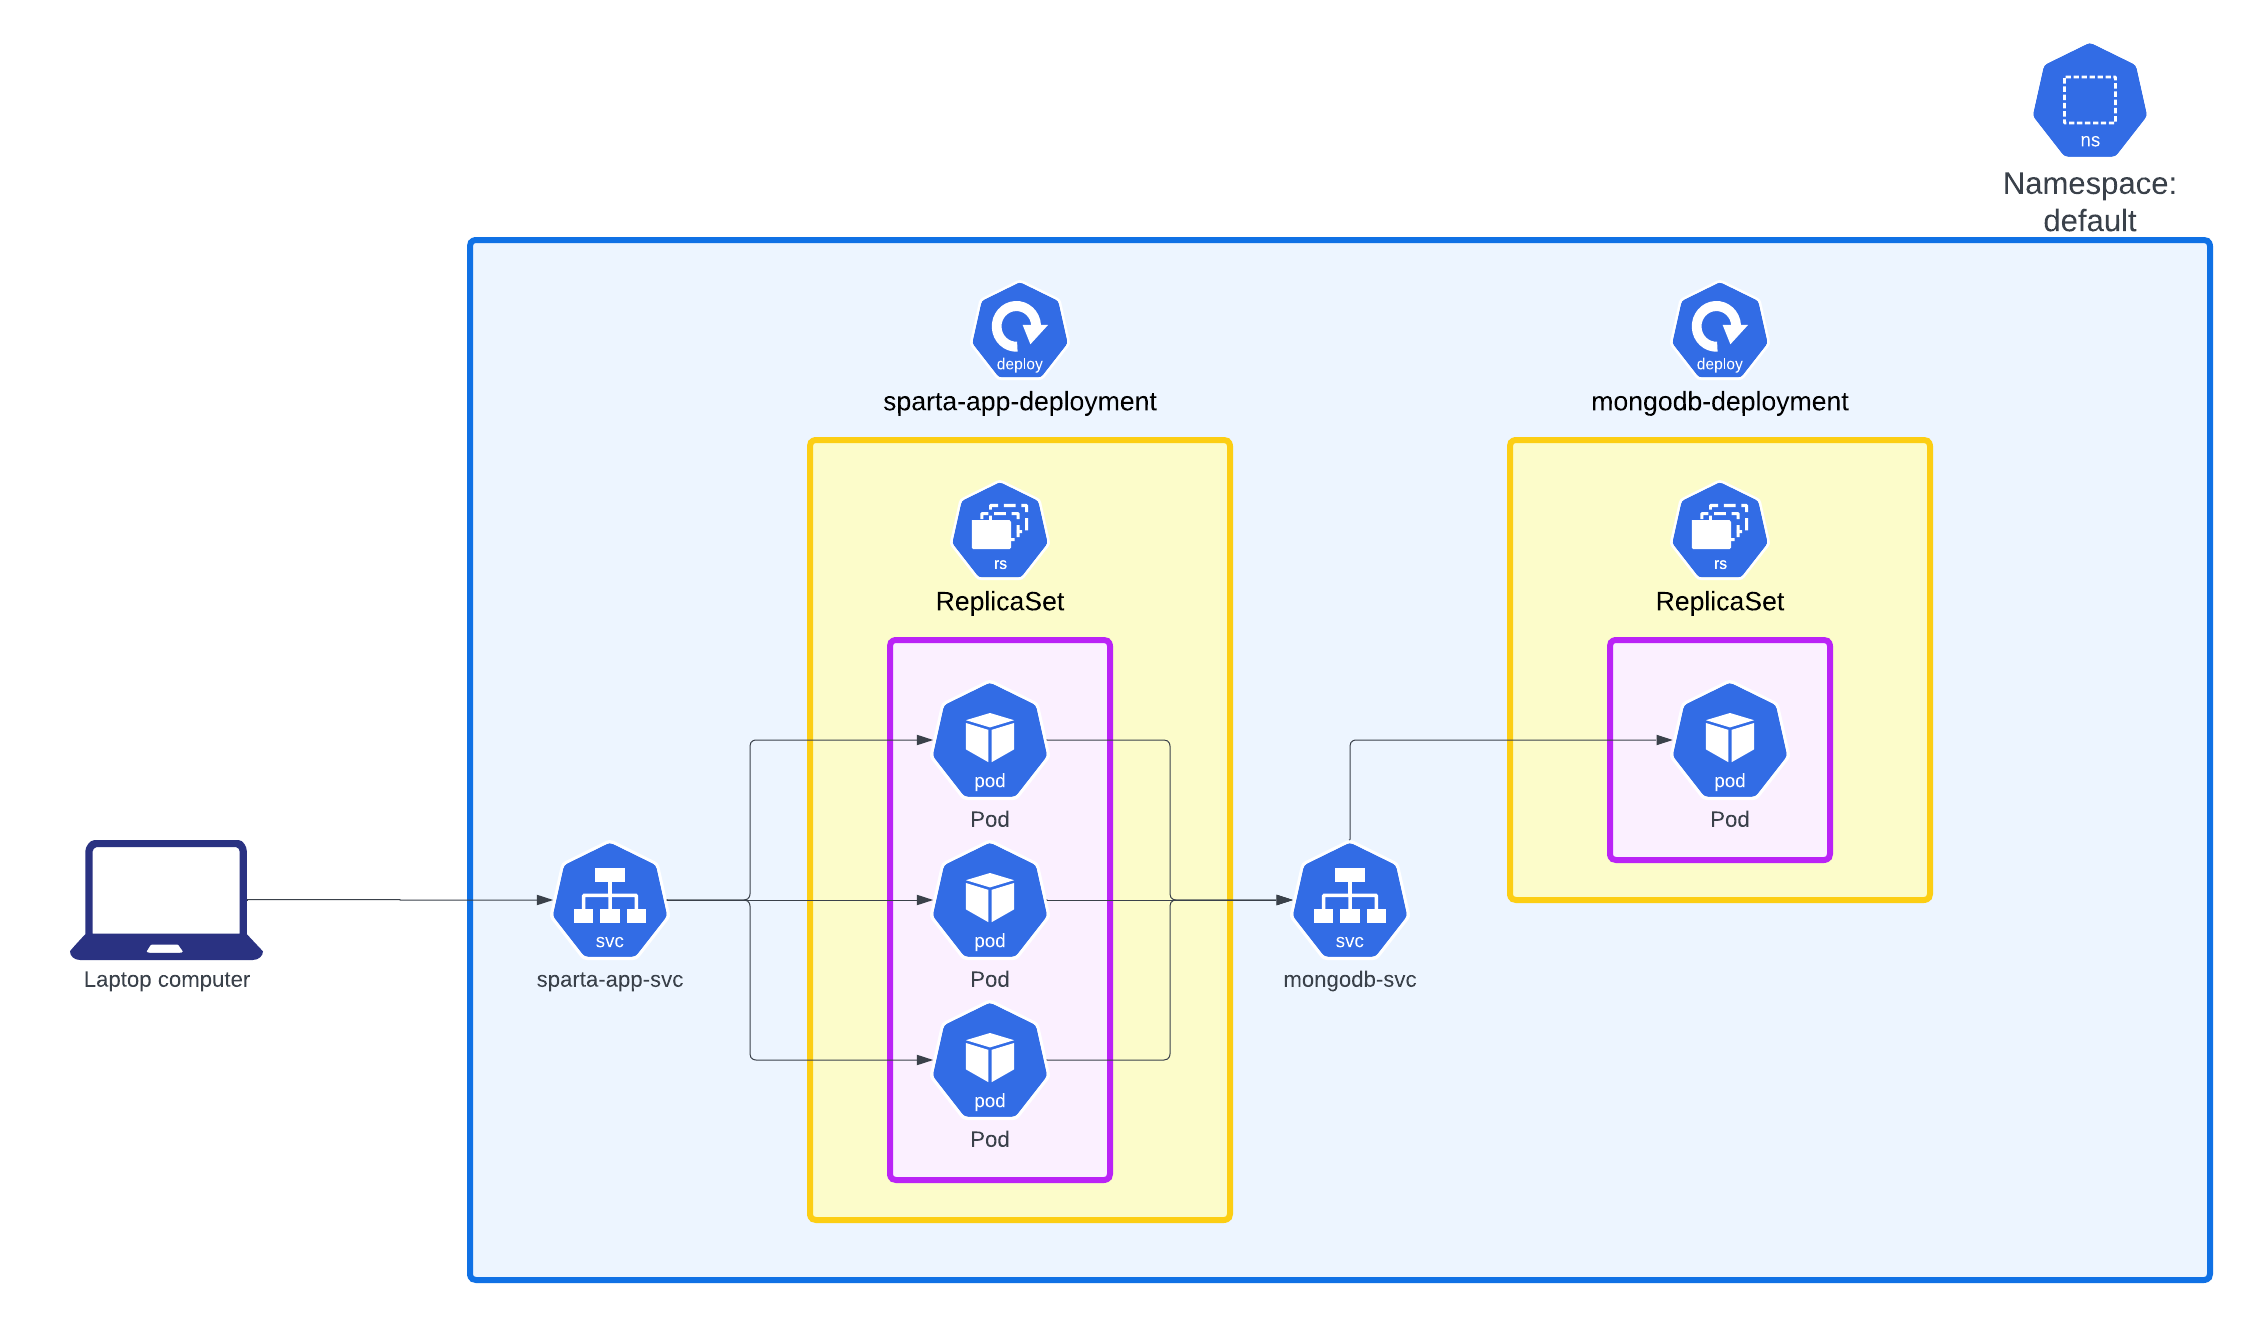 ns
Namespace:
default
deploy
sparta-app-deployment
deploy
mongodb-deployment
rs
ReplicaSet
rs
ReplicaSet
pod
Pod
pod
Pod
Laptop computer
svc
sparta-app-svc
pod
Pod
svc
mongodb-svc
pod
Pod